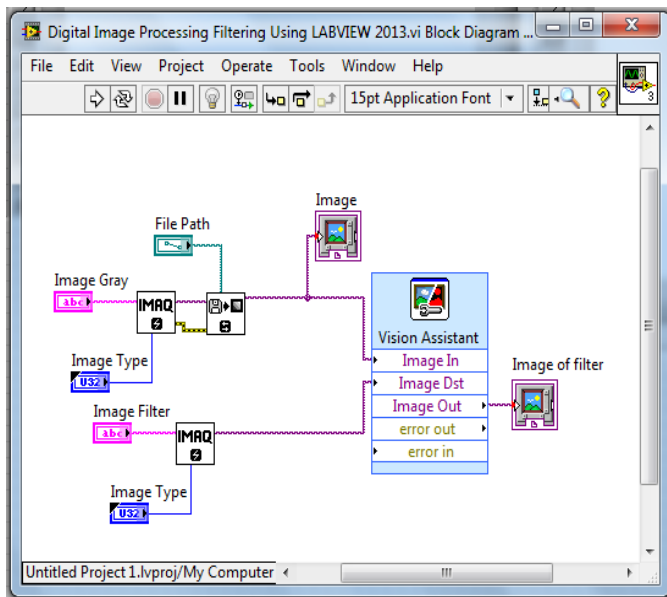 Digital Image Processing Filtering Using LABVIEW 2013.vi Block Diagram ...
File Edit View Project Operate Tools Window Help
15pt Application Font
3
Image
File Path
Image Gray
abc
IMAQ
Image Type
U32
Vision Assistant
Image In
Image Dst
Image Out
error out
error in
Image of filter
Image Filter
abc
IMAQ
Image Type
U32
Untitled Project 1.lvproj/My Computer